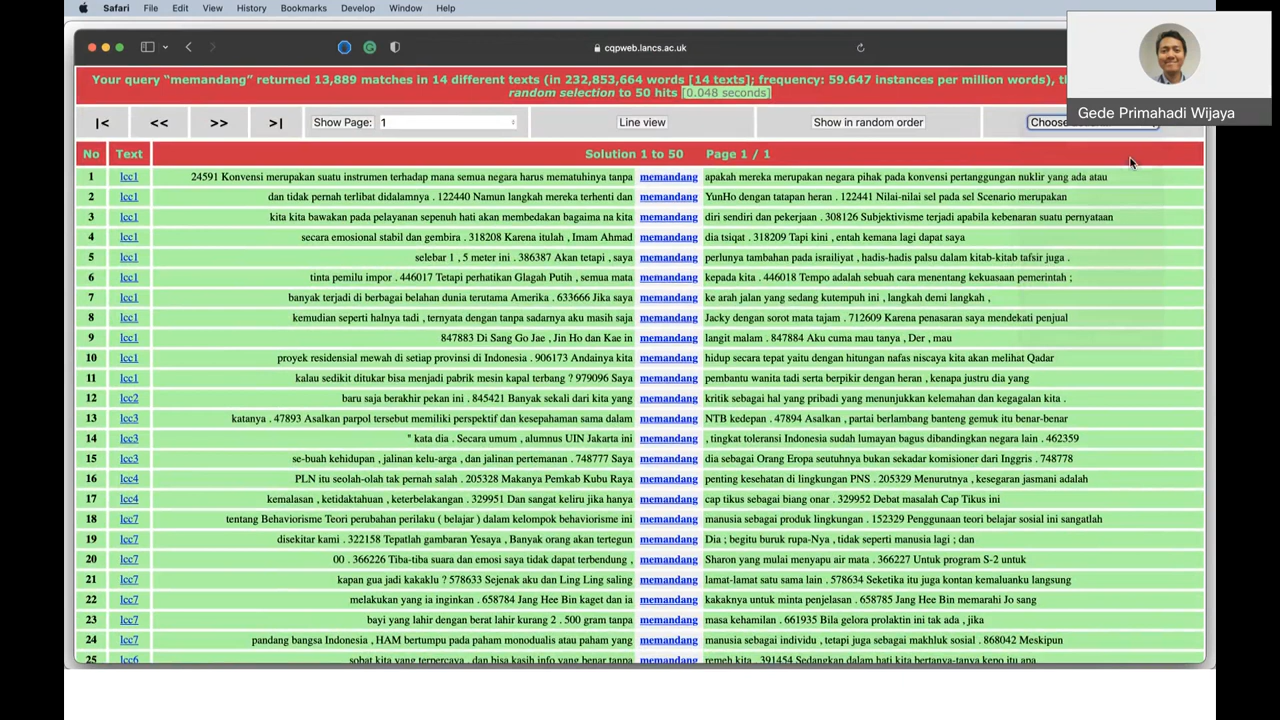 Safari File Edit View History Bookmarks Develop Window Help
cqpweb.lancs.ac.uk
Gede Primahadi Wijaya
Your query “memandang” returned 13,889 matches in 14 different texts (in 232,853,664 words [14 texts]; frequency: 59.647 instances per million words), th
random selection to 50 hits [0.048 seconds]
|< << >> >| Show Page: 1 Line view Show in random order Choose
No Text Solution 1 to 50 Page 1 / 1
1 lcc1 24591 Konvensi merupakan suatu instrumen terhadap mana semua negara harus mematuhinya tanpa memandang apakah mereka merupakan negara pihak pada konvensi pertanggungan nuklir yang ada atau
2 lcc1 dan tidak pernah terlibat didalamnya . 122440 Namun langkah mereka terhenti dan memandang YunHo dengan tatapan heran . 122441 Nilai-nilai sel pada sel Scenario merupakan
3 lcc1 kita kita bawakan pada pelayanan sepenuh hati akan membedakan bagaima na kita memandang diri sendiri dan pekerjaan . 308126 Subjektivisme terjadi apabila kebenaran suatu pernyataan
4 lcc1 secara emosional stabil dan gembira . 318208 Karena itulah , Imam Ahmad memandang dia tsiqat . 318209 Tapi kini , entah kemana lagi dapat saya
5 lcc1 selebar 1 , 5 meter ini . 386387 Akan tetapi , saya memandang perlunya tambahan pada israiliyat , hadis-hadis palsu dalam kitab-kitab tafsir juga .
6 lcc1 tinta pemilu impor . 446017 Tetapi perhatikan Glagah Putih , semua mata memandang kepada kita . 446018 Tempo adalah sebuah cara menentang kekuasaan pemerintah ;
7 lcc1 banyak terjadi di berbagai belahan dunia terutama Amerika . 633666 Jika saya memandang ke arah jalan yang sedang kutempuh ini , langkah demi langkah ,
8 lcc1 kemudian seperti halnya tadi , ternyata dengan tanpa sadarnya aku masih saja memandang Jacky dengan sorot mata tajam . 712609 Karena penasaran saya mendekati penjual
9 lcc1 847883 Di Sang Go Jae , Jin Ho dan Kae in memandang langit malam . 847884 Aku cuma mau tanya , Der , mau
10 lcc1 proyek residensial mewah di setiap provinsi di Indonesia . 906173 Andainya kita memandang hidup secara tepat yaitu dengan hitungan nafas niscaya kita akan melihat Qadar
11 lcc1 kalau sedikit ditukar bisa menjadi pabrik mesin kapal terbang ? 979096 Saya memandang pembantu wanita tadi serta berpikir dengan heran , kenapa justru dia yang
12 lcc2 baru saja berakhir pekan ini . 845421 Banyak sekali dari kita yang memandang kritik sebagai hal yang pribadi yang menunjukkan kelemahan dan kegagalan kita .
13 lcc3 katanya . 47893 Asalkan parpol tersebut memiliki perspektif dan kesepahaman sama dalam memandang NTB kedepan . 47894 Asalkan , partai berlambang banteng gemuk itu benar-benar
14 lcc3 " kata dia . Secara umum , alumnus UIN Jakarta ini memandang , tingkat toleransi Indonesia sudah lumayan bagus dibandingkan negara lain . 462359
15 lcc3 se-buah kehidupan , jalinan kelu-arga , dan jalinan pertemanan . 748777 Saya memandang dia sebagai Orang Eropa seutuhnya bukan sekadar komisioner dari Inggris . 748778
16 lcc4 PLN itu seolah-olah tak pernah salah . 205328 Makanya Pemkab Kubu Raya memandang penting kesehatan di lingkungan PNS . 205329 Menurutnya , kesegaran jasmani adalah
17 lcc4 kemalasan , ketidaktahuan , keterbelakangan . 329951 Dan sangat keliru jika hanya memandang cap tikus sebagai biang onar . 329952 Debat masalah Cap Tikus ini
18 lcc7 tentang Behaviorisme Teori perubahan perilaku ( belajar ) dalam kelompok behaviorisme ini memandang manusia sebagai produk lingkungan . 152329 Penggunaan teori belajar sosial ini sangatlah
19 lcc7 disekitar kami . 322158 Tepatlah gambaran Yesaya , Banyak orang akan tertegun memandang Dia ; begitu buruk rupa-Nya , tidak seperti manusia lagi ; dan
20 lcc7 00 . 366226 Tiba-tiba suara dan emosi saya tidak dapat terbendung , memandang Sharon yang mulai menyapu air mata . 366227 Untuk program S-2 untuk
21 lcc7 kapan gua jadi kakaklu ? 578633 Sejenak aku dan Ling Ling saling memandang lamat-lamat satu sama lain . 578634 Seketika itu juga kontan kemaluanku langsung
22 lcc7 melakukan yang ia inginkan . 658784 Jang Hee Bin kaget dan ia memandang kakaknya untuk minta penjelasan . 658785 Jang Hee Bin memarahi Jo sang
23 lcc7 bayi yang lahir dengan berat lahir kurang 2 . 500 gram tanpa memandang masa kehamilan . 661935 Bila gelora prolaktin ini tak ada , jika
24 lcc7 pandang bangsa Indonesia , HAM bertumpu pada paham monodualis atau paham yang memandang manusia sebagai individu , tetapi juga sebagai makhluk sosial . 868042 Meskipun
25 lcc6 sobat kita yang terpercaya , dan bisa kasih info yang benar tanpa memandang remeh kita . 391454 Sedangkan dalam hati kita bertanya-tanya kepo itu apa